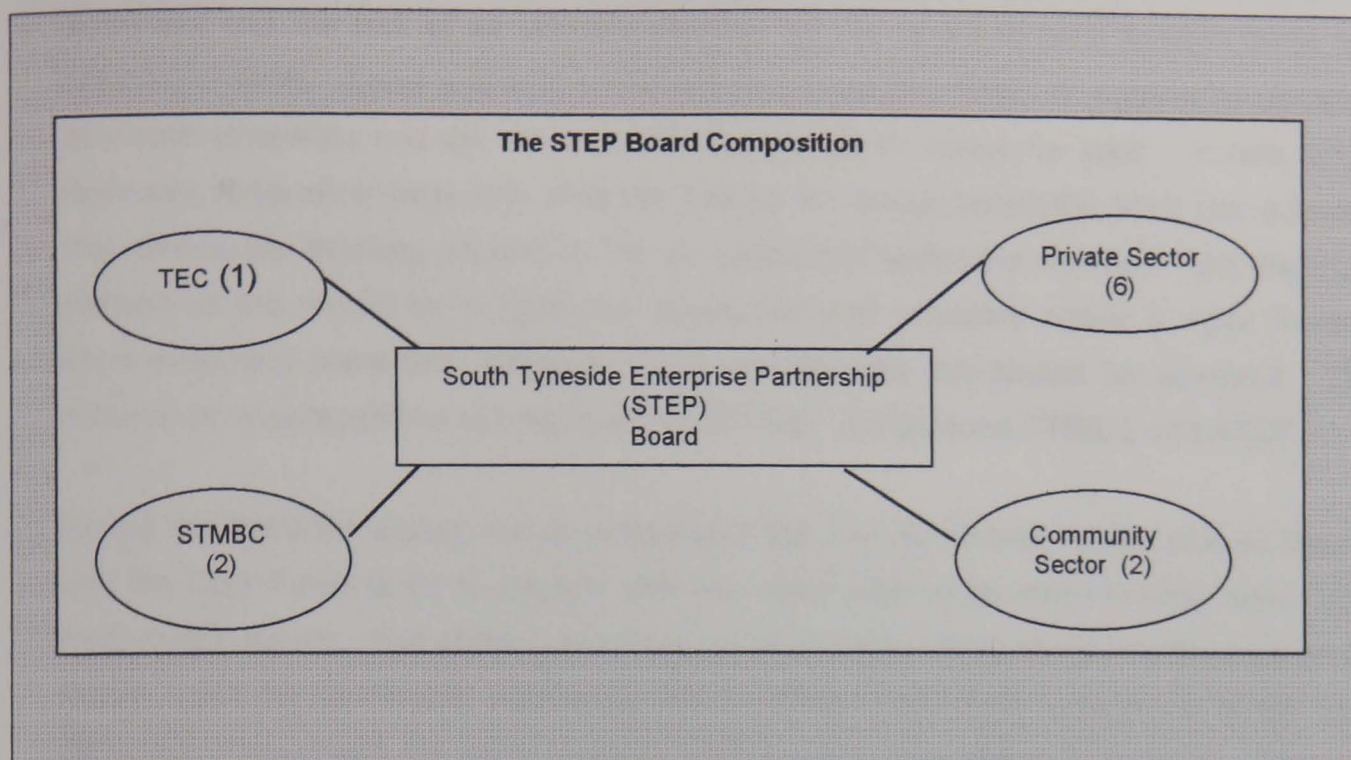 The STEP Board Composition
TEC (1)
Private Sector
(6)
South Tyneside Enterprise Partnership
(STEP)
Board
STMBC
(2)
Community
Sector (2)